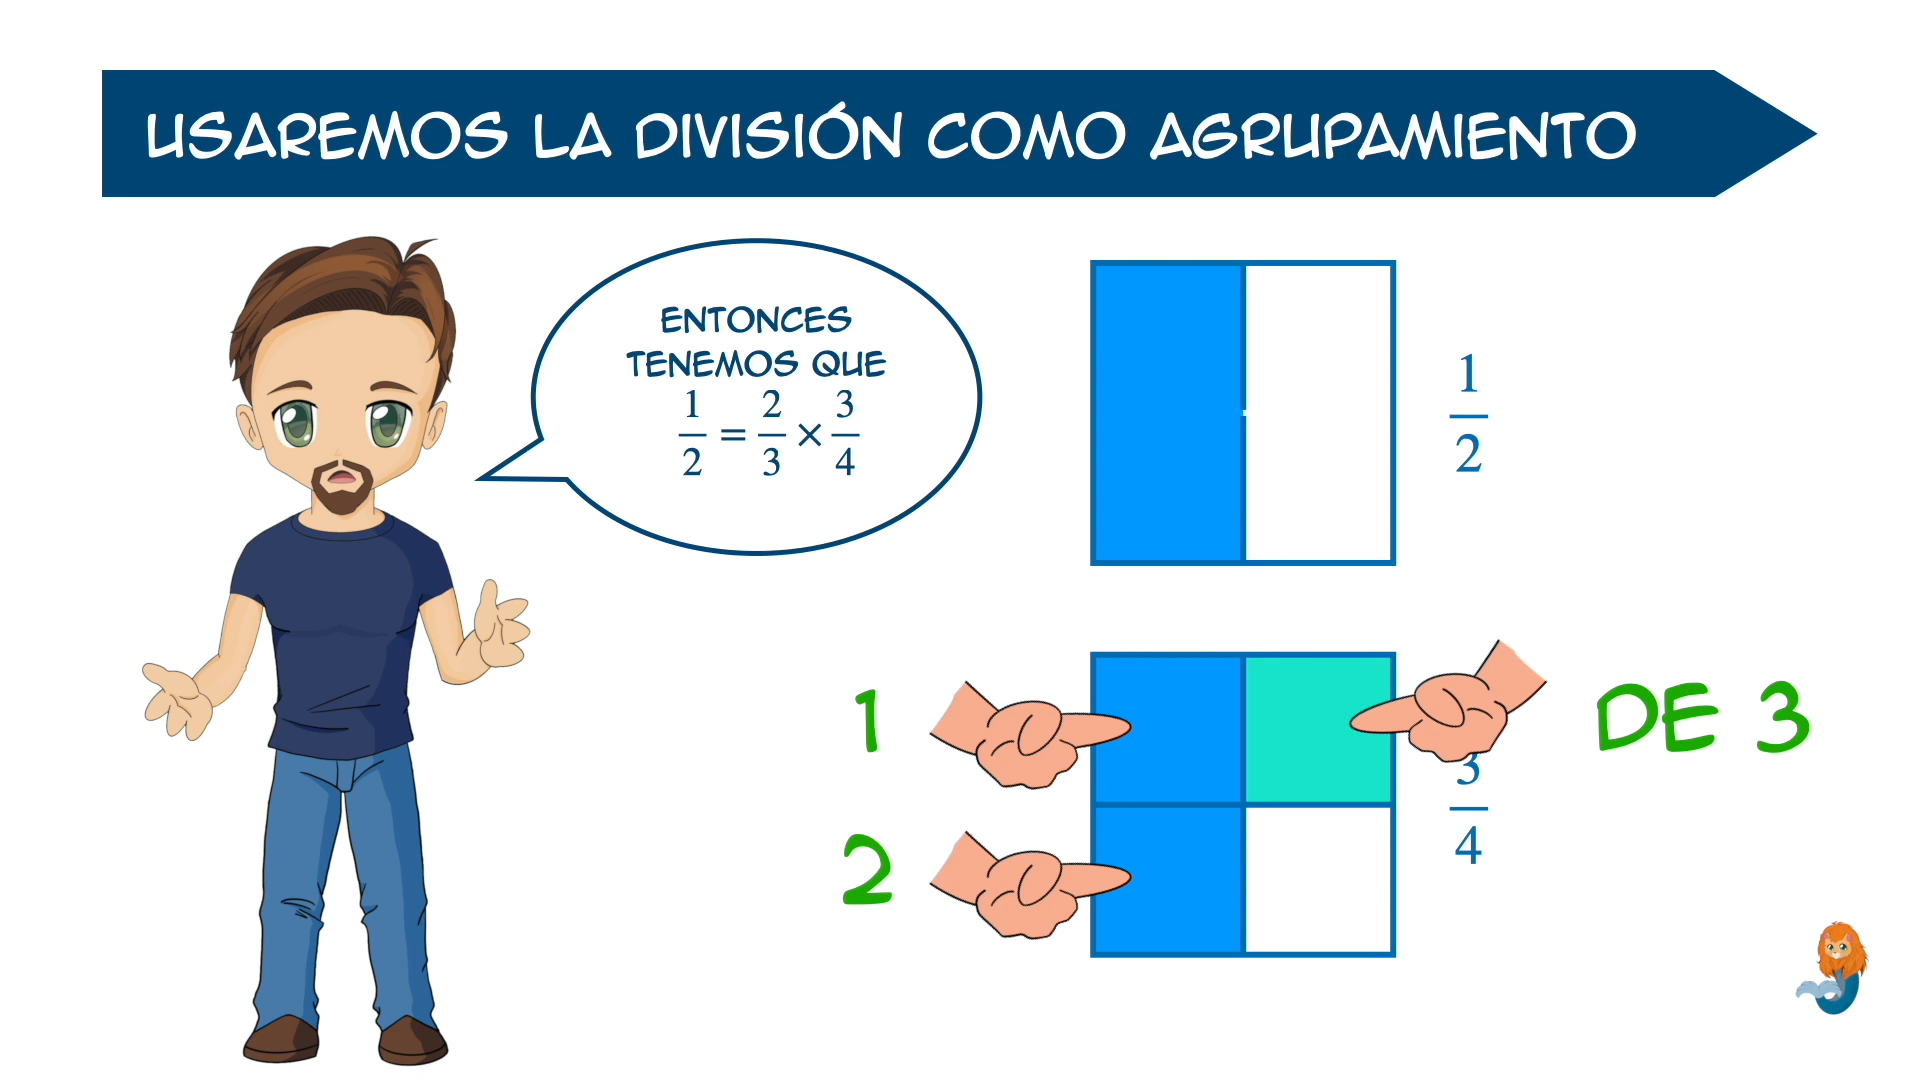 USAREMOS LA DIVISIÓN COMO AGRUPAMIENTO
ENTONCES
TENEMOS QUE
1/2 = 2/3 × 3/4
1/2
1
DE 3
3/4
2